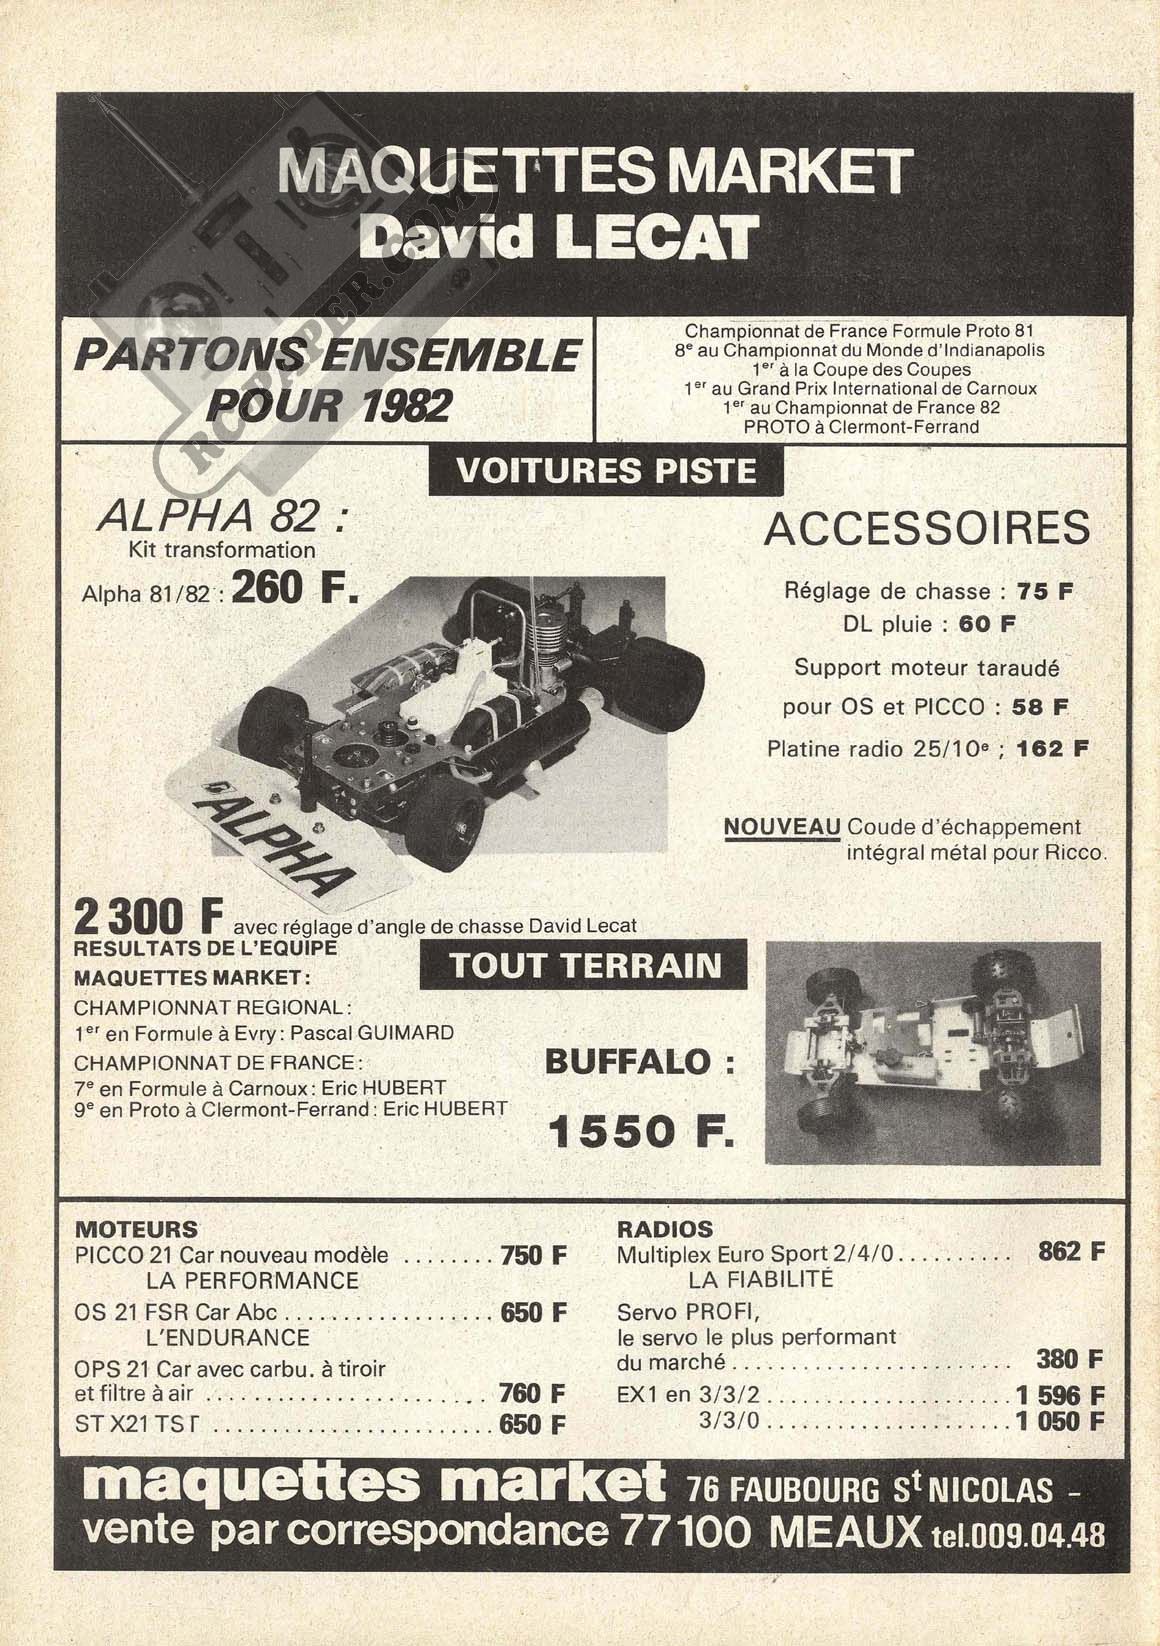 MAQUETTES MARKET
David LECAT
RCPAPER.COM
PARTONS ENSEMBLE
POUR 1982
Championnat de France Formule Proto 81
8e au Championnat du Monde d'Indianapolis
1er à la Coupe des Coupes
1er au Grand Prix International de Carnoux
1er au Championnat de France 82
PROTO à Clermont-Ferrand
VOITURES PISTE
ALPHA 82 :
Kit transformation
Alpha 81/82 : 260 F.
ALPHA
2 300 F avec réglage d'angle de chasse David Lecat
ACCESSOIRES
Réglage de chasse : 75 F
DL pluie : 60 F
Support moteur taraudé
pour OS et PICCO : 58 F
Platine radio 25/10e ; 162 F
NOUVEAU Coude d'échappement
intégral métal pour Ricco.
RESULTATS DE L'EQUIPE
MAQUETTES MARKET :
CHAMPIONNAT REGIONAL :
1er en Formule à Evry : Pascal GUIMARD
CHAMPIONNAT DE FRANCE :
7e en Formule à Carnoux : Eric HUBERT
9e en Proto à Clermont-Ferrand : Eric HUBERT
TOUT TERRAIN
BUFFALO :
1550 F.
MOTEURS
PICCO 21 Car nouveau modèle ........ 750 F
LA PERFORMANCE
OS 21 FSR Car Abc .................. 650 F
L'ENDURANCE
OPS 21 Car avec carbu. à tiroir
et filtre à air ...................... 760 F
ST X21 TST ........................ 650 F
RADIOS
Multiplex Euro Sport 2/4/0.......... 862 F
LA FIABILITÉ
Servo PROFI,
le servo le plus performant
du marché........................ 380 F
EX1 en 3/3/2 ..................... 1 596 F
3/3/0 ..................... 1 050 F
maquettes market 76 FAUBOURG St NICOLAS -
vente par correspondance 77100 MEAUX tel.009.04.48